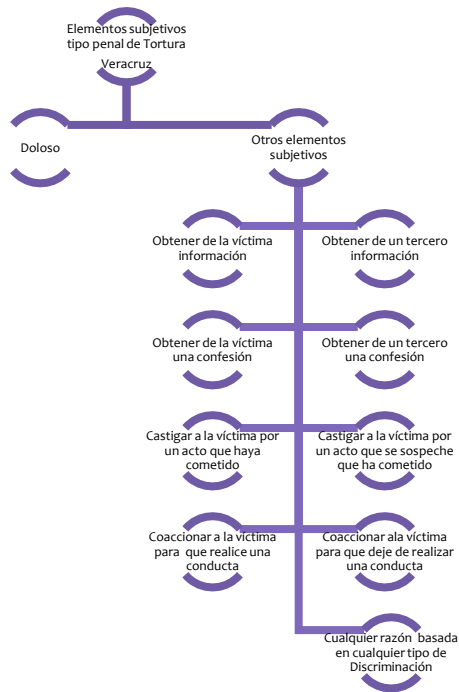 Elementos subjetivos
tipo penal de Tortura
Veracruz
Doloso
Otros elementos
subjetivos
Obtener de la víctima
información
Obtener de un tercero
información
Obtener de la víctima
una confesión
Obtener de un tercero
una confesión
Castigar a la víctima por
un acto que haya
cometido
Castigar a la víctima por
un acto que se sospeche
que ha cometido
Coaccionar a la víctima
para que realice una
conducta
Coaccionar ala víctima
para que deje de realizar
una conducta
Cualquier razón basada
en cualquier tipo de
Discriminación